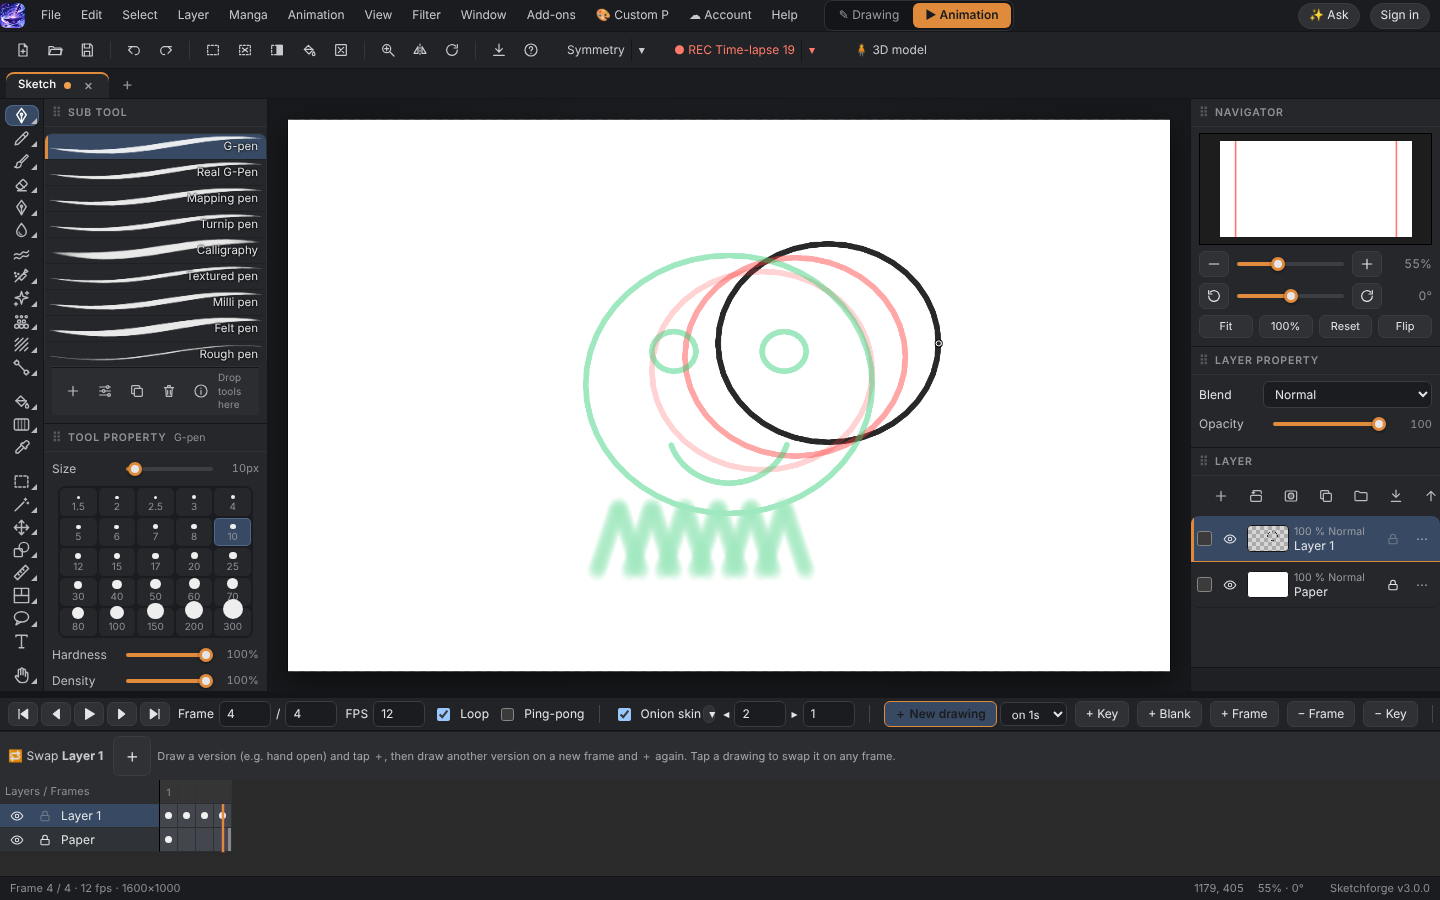 File Edit Select Layer Manga Animation View Filter Window Add-ons 🎨 Custom P ☁ Account Help ✎ Drawing ▶ Animation ✨ Ask Sign in
Symmetry ▾ REC Time-lapse 19 ▾ 3D model
Sketch × +
SUB TOOL
G-pen
Real G-Pen
Mapping pen
Turnip pen
Calligraphy
Textured pen
Milli pen
Felt pen
Rough pen
Drop
tools
here
TOOL PROPERTY G-pen
Size 10px
1.5 2 2.5 3 4
5 6 7 8 10
12 15 17 20 25
30 40 50 60 70
80 100 150 200 300
Hardness 100%
Density 100%
NAVIGATOR
55%
0°
Fit 100% Reset Flip
LAYER PROPERTY
Blend Normal
Opacity 100
LAYER
100 % Normal
Layer 1
100 % Normal
Paper
Frame 4 / 4 FPS 12 Loop Ping-pong Onion skin ▾ ◂ 2 ▸ 1 + New drawing on 1s + Key + Blank + Frame − Frame − Key
🔁 Swap Layer 1 + Draw a version (e.g. hand open) and tap +, then draw another version on a new frame and + again. Tap a drawing to swap it on any frame.
Layers / Frames 1
Layer 1
Paper
Frame 4 / 4 · 12 fps · 1600×1000 1179, 405 55% · 0° Sketchforge v3.0.0